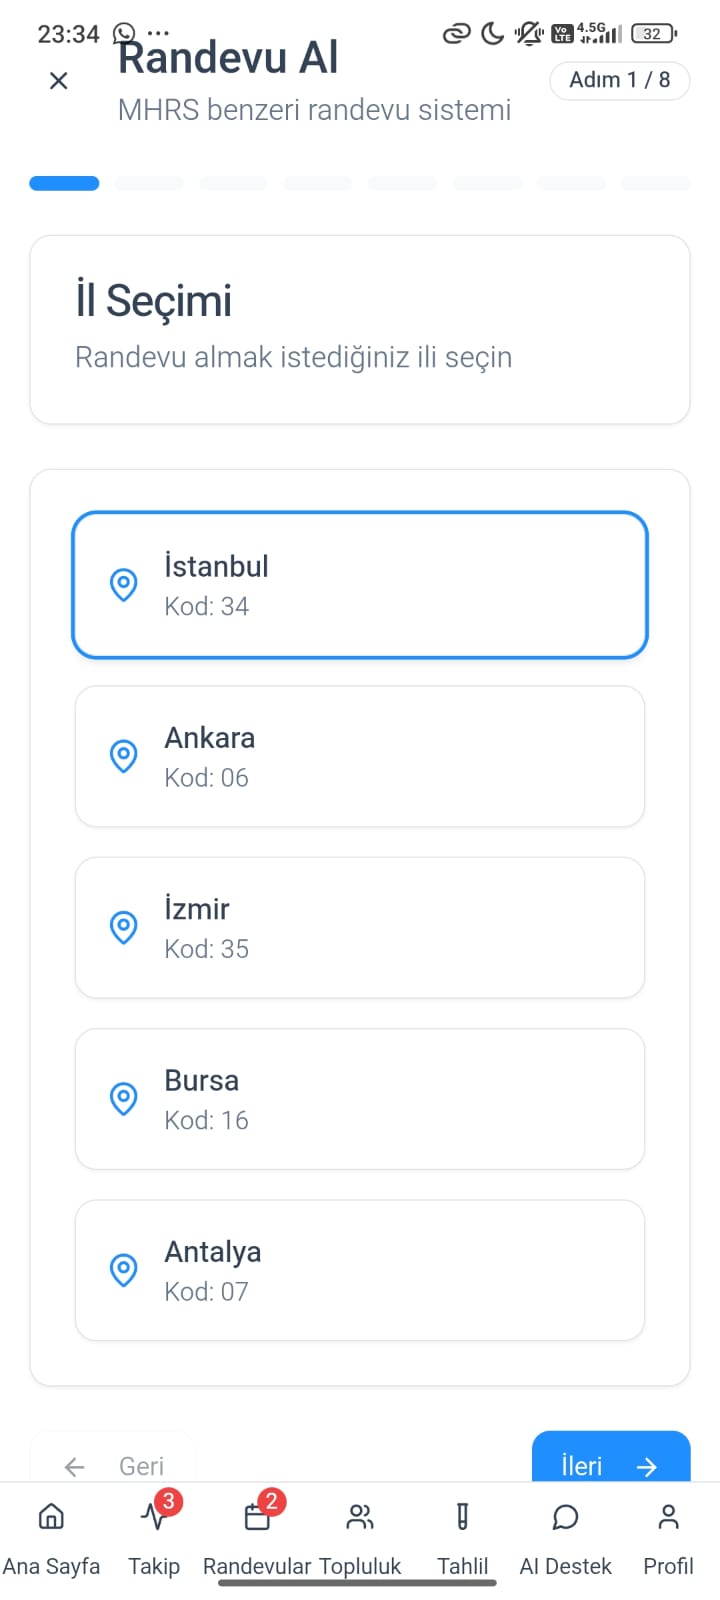 23:34
VoLTE 4.5G 32
Randevu Al
MHRS benzeri randevu sistemi
Adım 1 / 8
İl Seçimi
Randevu almak istediğiniz ili seçin
İstanbul
Kod: 34
Ankara
Kod: 06
İzmir
Kod: 35
Bursa
Kod: 16
Antalya
Kod: 07
Geri
İleri
3
2
Ana Sayfa
Takip
Randevular
Topluluk
Tahlil
AI Destek
Profil